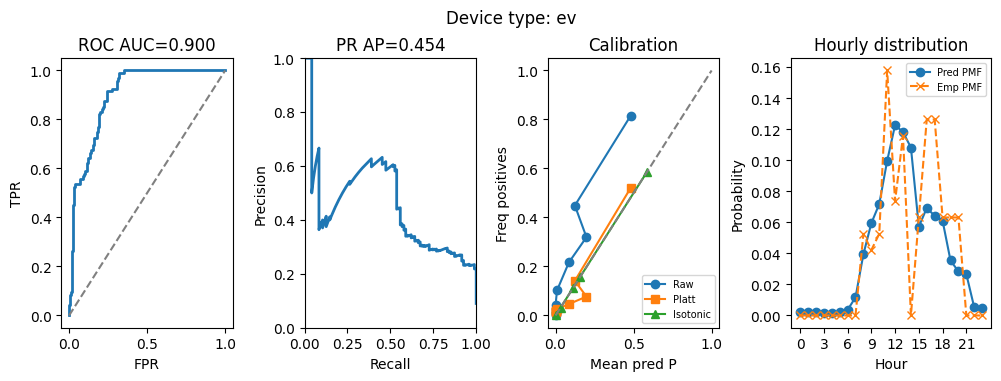 Device type: ev
ROC AUC=0.900
TPR
1.0
0.8
0.6
0.4
0.2
0.0
0.0 1.0
FPR
PR AP=0.454
Precision
1.0
0.8
0.6
0.4
0.2
0.0
0.00 0.25 0.50 0.75 1.00
Recall
Calibration
Freq positives
1.0
0.8
0.6
0.4
0.2
0.0
Raw
Platt
Isotonic
0.0 0.5 1.0
Mean pred P
Hourly distribution
Probability
0.16
0.14
0.12
0.10
0.08
0.06
0.04
0.02
0.00
Pred PMF
Emp PMF
0 3 6 9 12 15 18 21
Hour